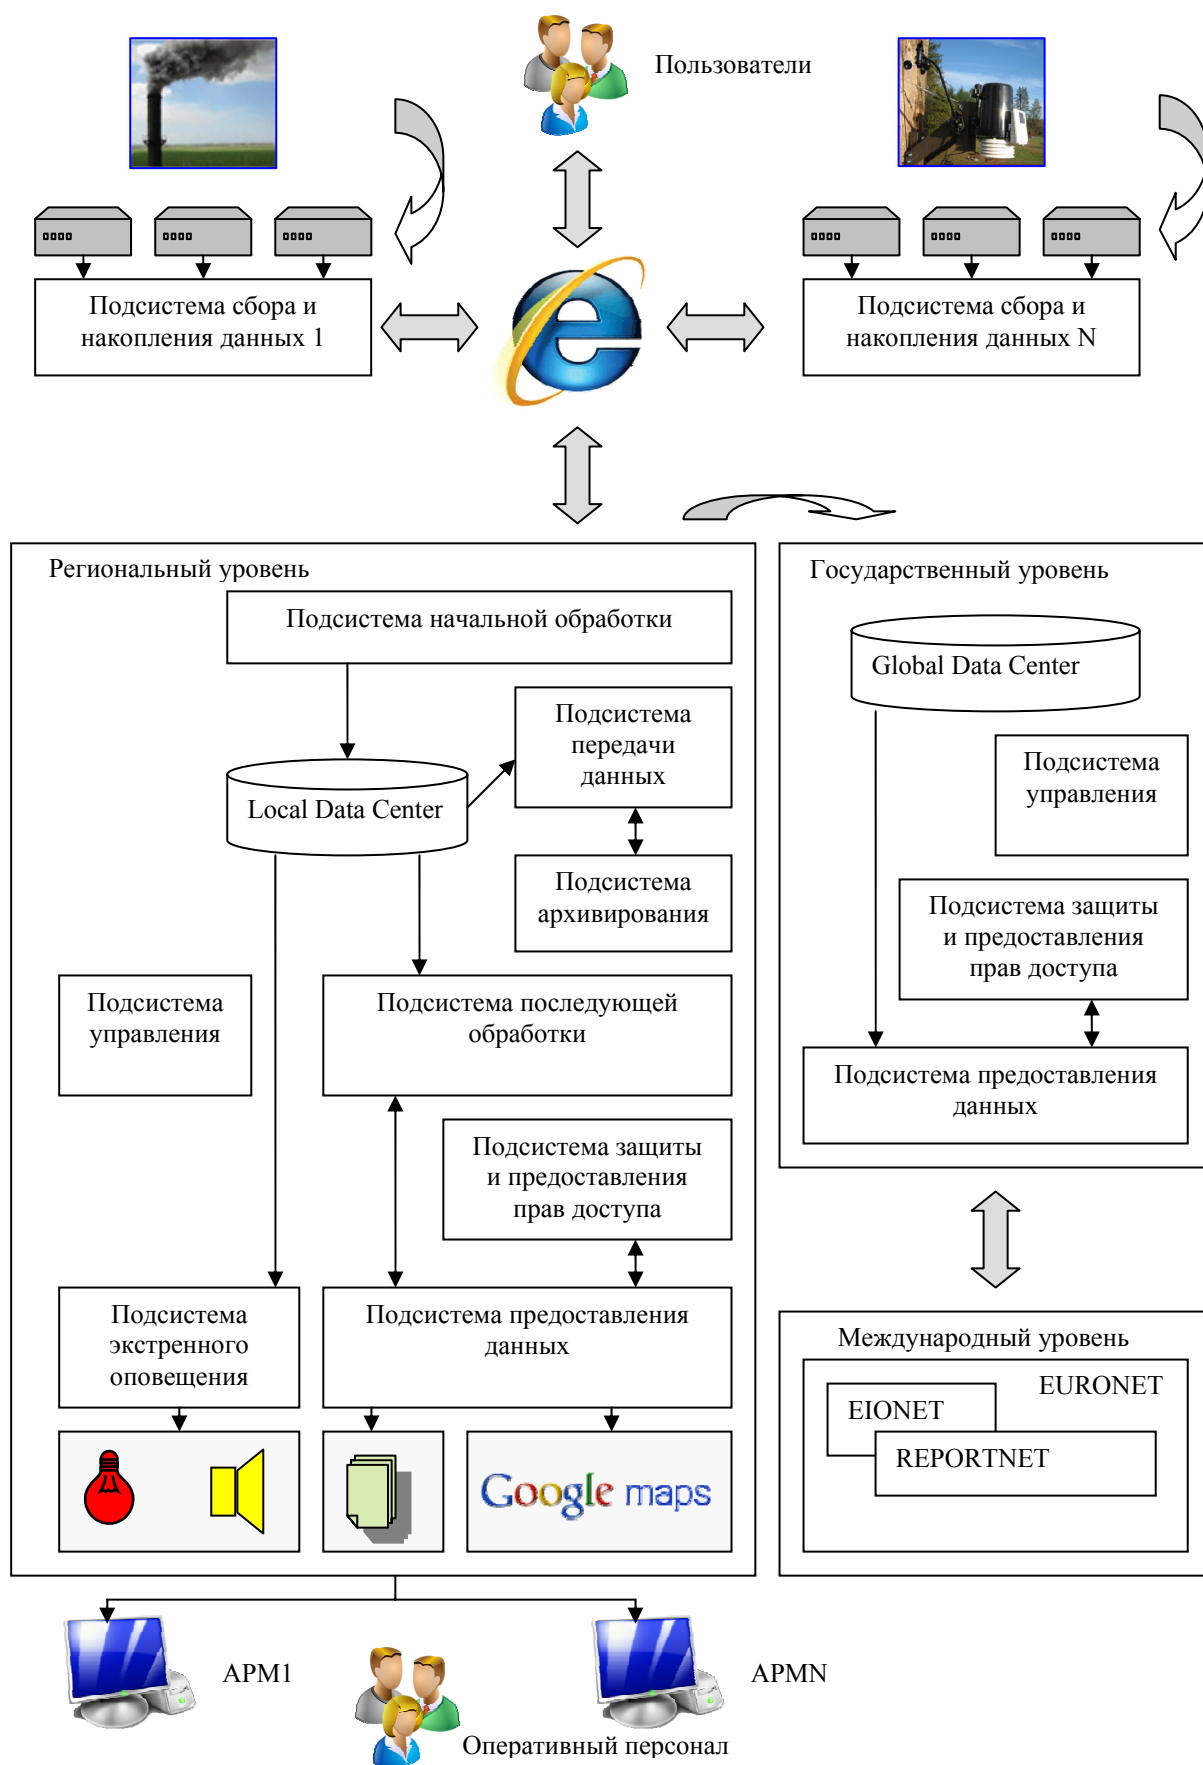 Пользователи
Подсистема сбора и
накопления данных 1
Подсистема сбора и
накопления данных N
Региональный уровень
Подсистема начальной обработки
Local Data Center
Подсистема
передачи
данных
Подсистема
архивирования
Подсистема
управления
Подсистема последующей
обработки
Подсистема защиты
и предоставления
прав доступа
Подсистема
экстренного
оповещения
Подсистема предоставления
данных
Google maps
Государственный уровень
Global Data Center
Подсистема
управления
Подсистема защиты
и предоставления
прав доступа
Подсистема предоставления
данных
Международный уровень
EURONET
EIONET
REPORTNET
АРМ1
АРМN
Оперативный персонал